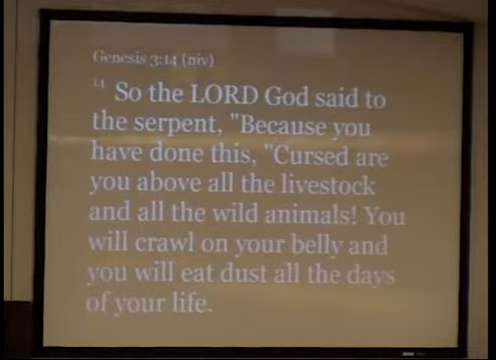 Genesis 3:14 (niv)
14 So the LORD God said to
the serpent, "Because you
have done this, "Cursed are
you above all the livestock
and all the wild animals! You
will crawl on your belly and
you will eat dust all the days
of your life.